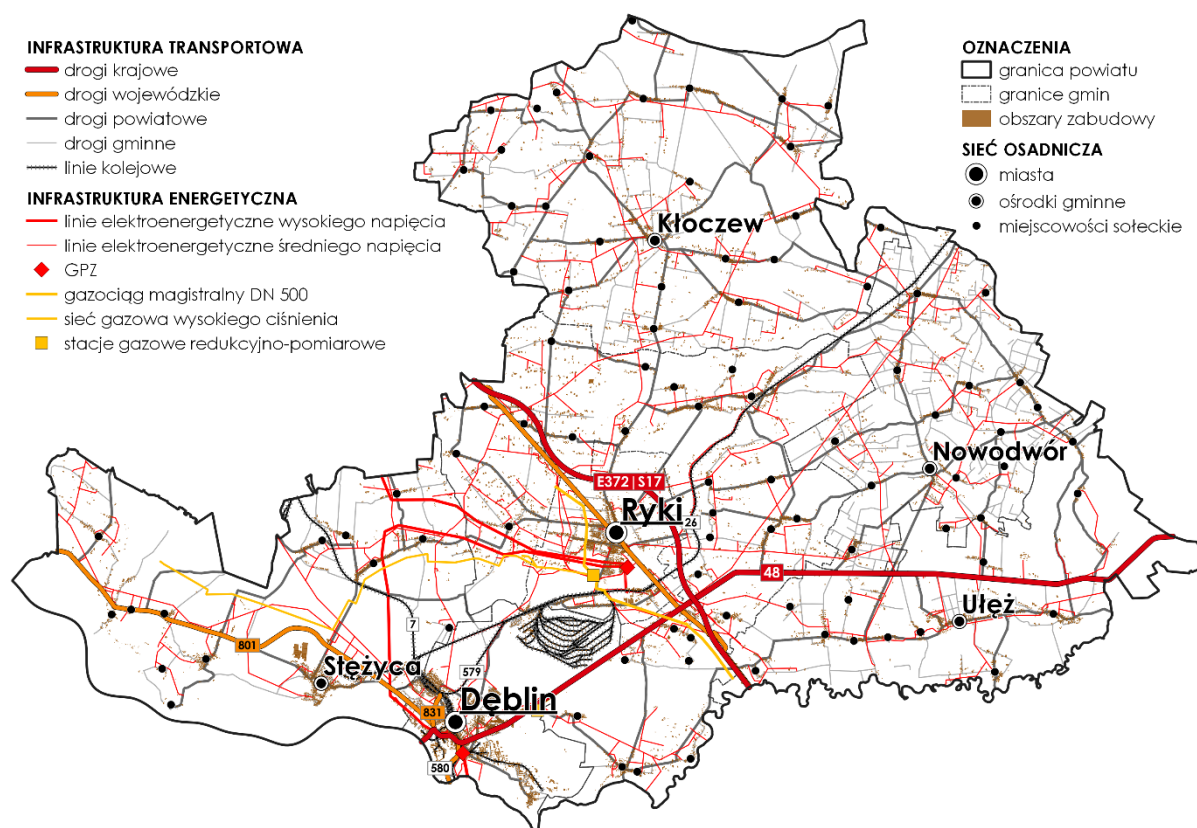 INFRASTRUKTURA TRANSPORTOWA
drogi krajowe
drogi wojewódzkie
drogi powiatowe
drogi gminne
linie kolejowe
INFRASTRUKTURA ENERGETYCZNA
linie elektroenergetyczne wysokiego napięcia
linie elektroenergetyczne średniego napięcia
GPZ
gazociąg magistralny DN 500
sieć gazowa wysokiego ciśnienia
stacje gazowe redukcyjno-pomiarowe
OZNACZENIA
granica powiatu
granice gmin
obszary zabudowy
SIEĆ OSADNICZA
miasta
ośrodki gminne
miejscowości sołeckie
Kłoczew
Nowodwór
E372 | S17
Ryki
26
48
Ułęż
7
801
579
Stężyca
831
Dęblin
580